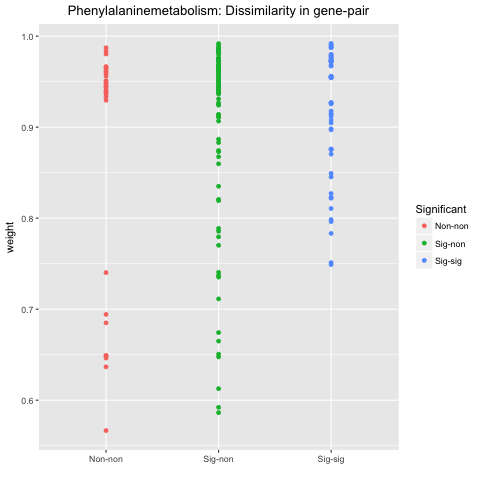 Phenylalaninemetabolism: Dissimilarity in gene-pair
1.0
0.9
0.8
0.7
0.6
weight
Non-non
Sig-non
Sig-sig
Significant
Non-non
Sig-non
Sig-sig